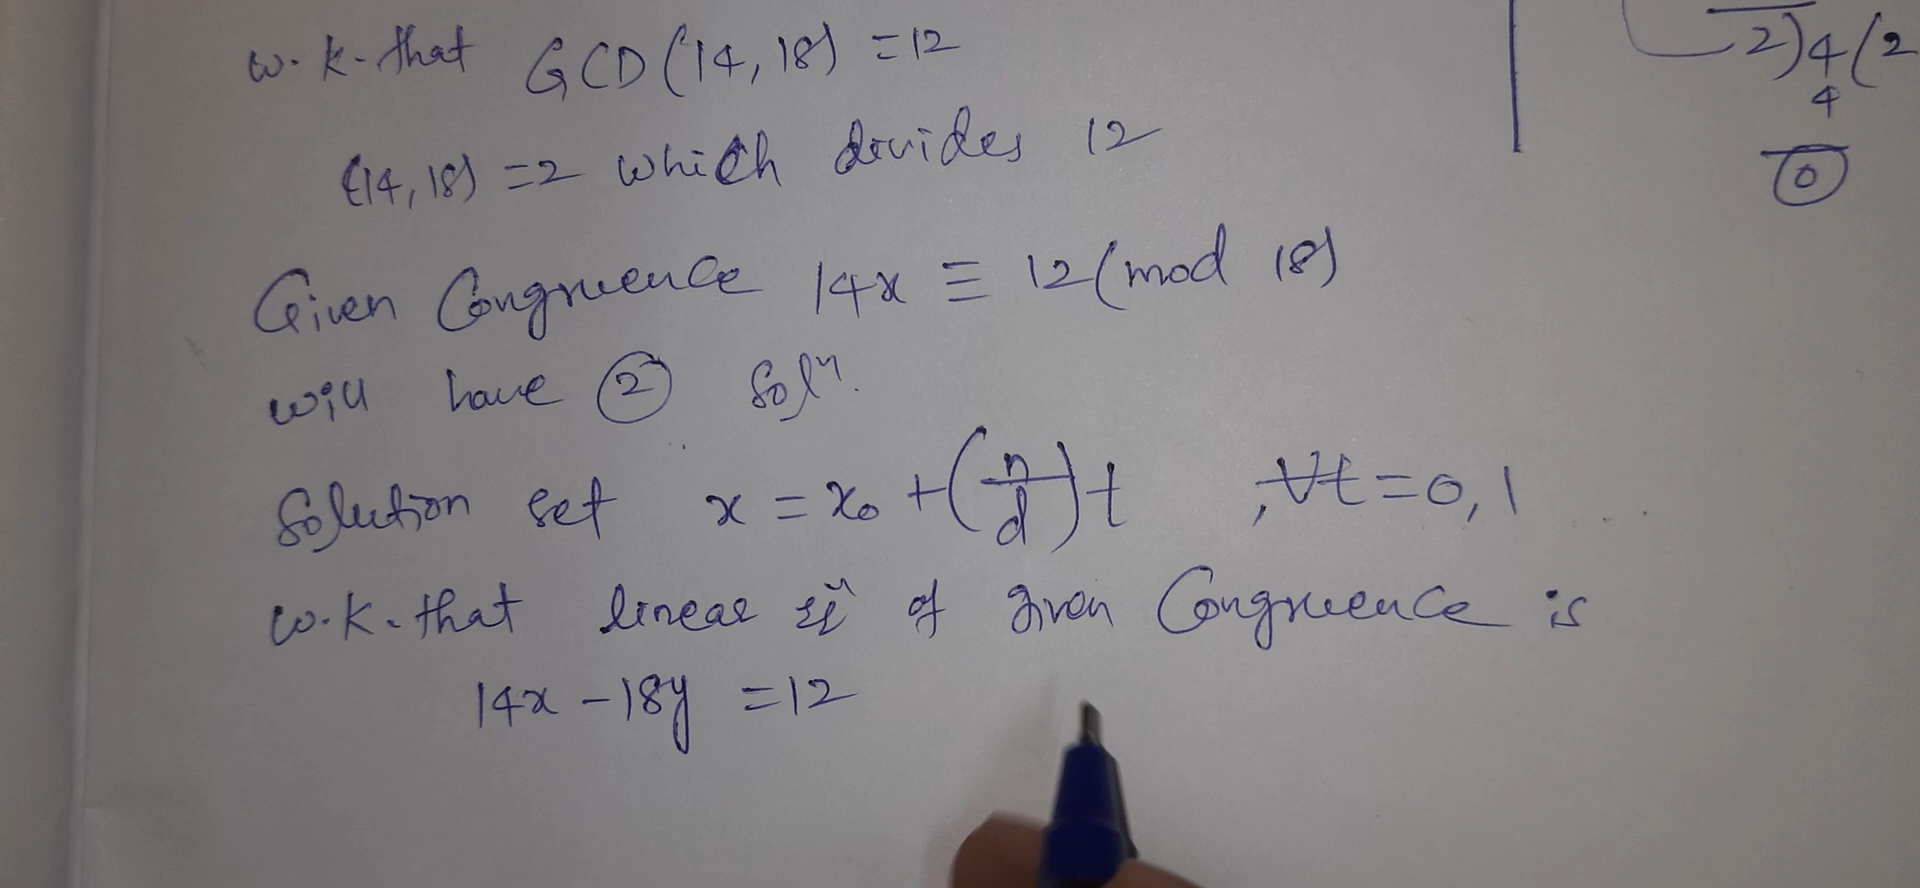 w.k.that GCD(14,18) =12
(14,18) =2 which divides 12
Given Congruence 14x ≡ 12(mod 18)
will have ② Solⁿ.
Solution set x = x₀ +(n/d)t , ∀t=0,1
w.k.that linear of given Congruence is
14x -18y =12
2)4(2
4
0